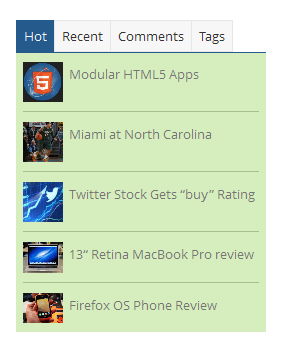 Hot Recent Comments Tags
Modular HTML5 Apps
Miami at North Carolina
Twitter Stock Gets “buy” Rating
13” Retina MacBook Pro review
Firefox OS Phone Review